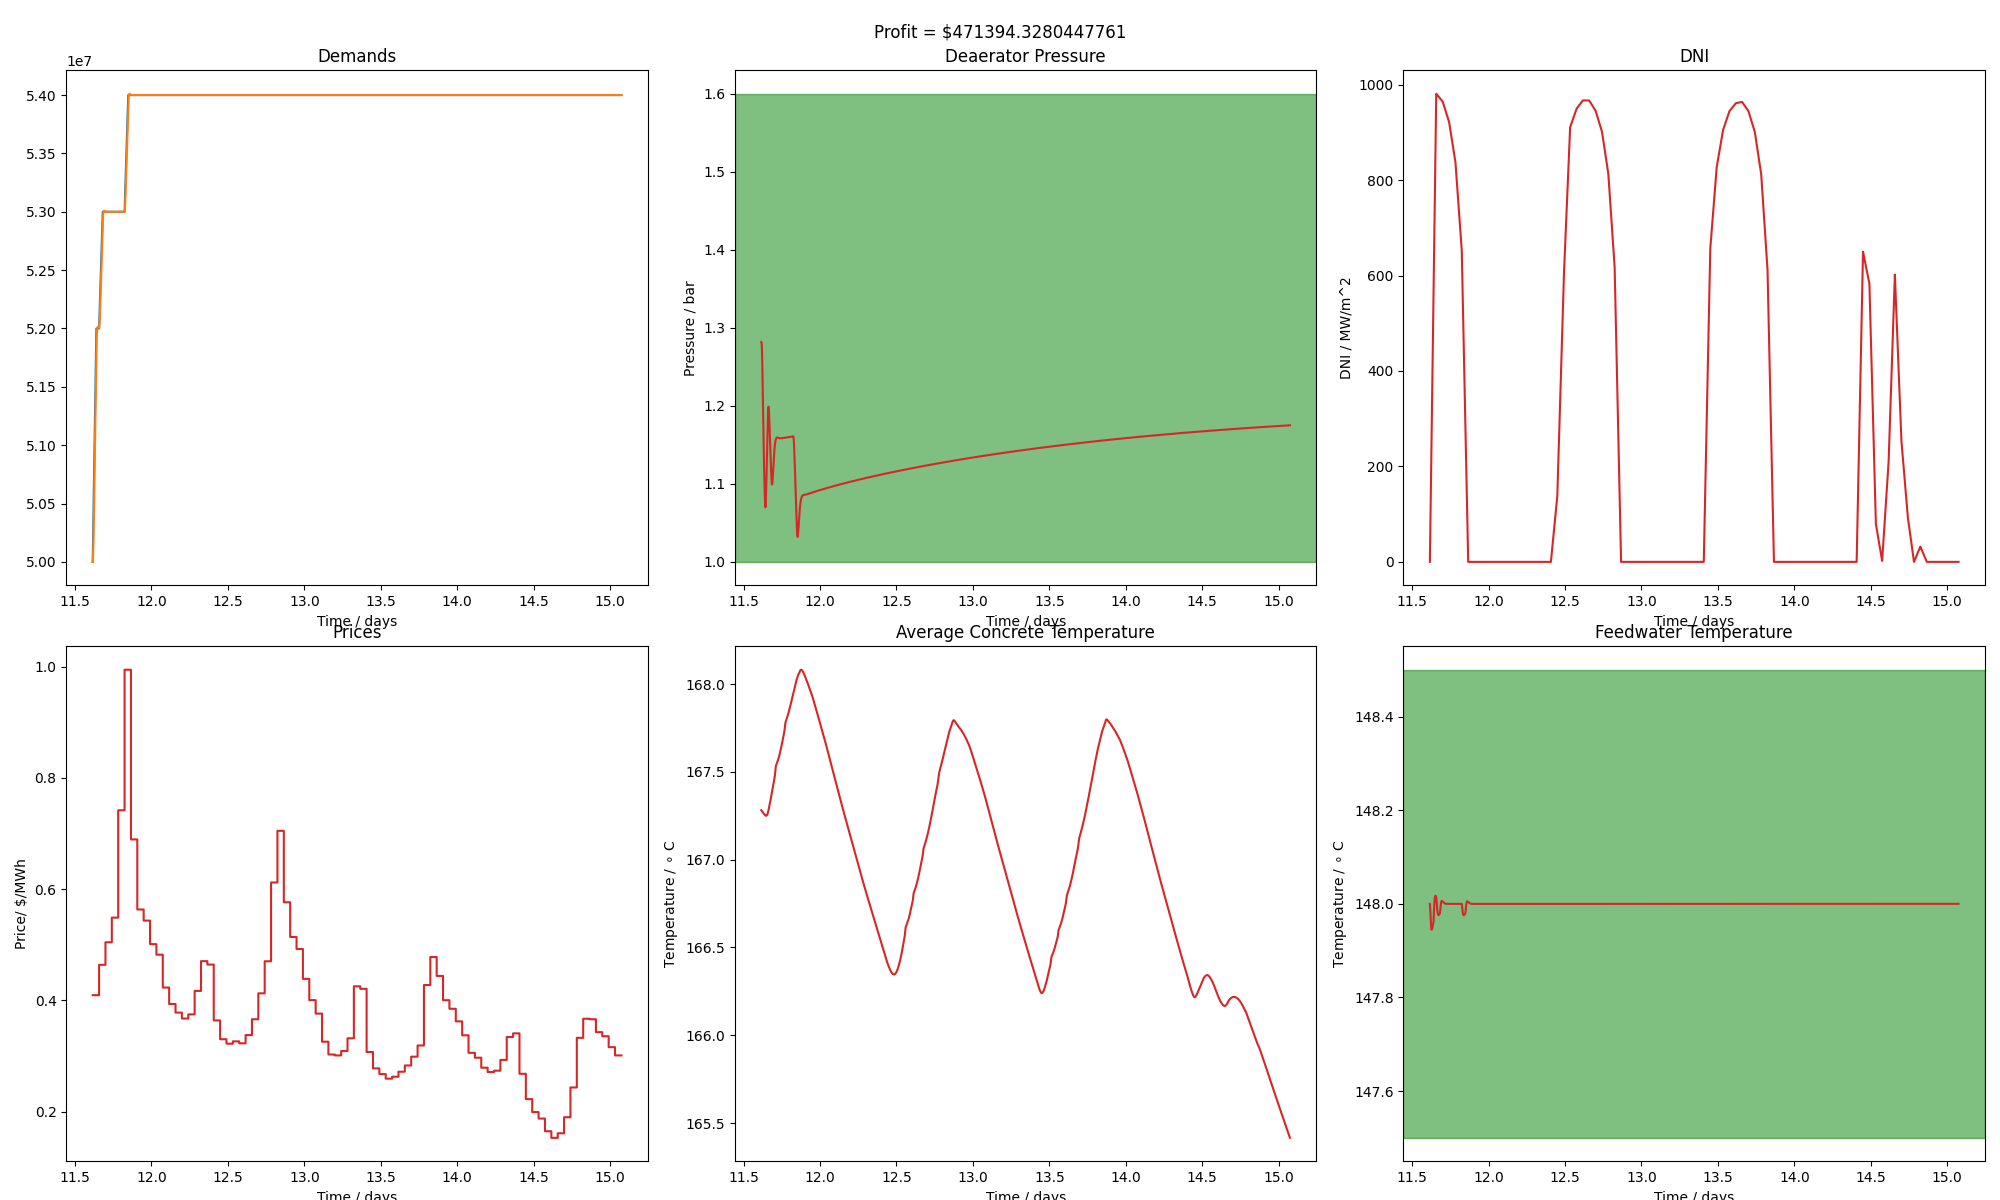 Profit = $471394.3280447761
Demands
1e7
5.40
5.35
5.30
5.25
5.20
5.15
5.10
5.05
5.00
11.5 12.0 12.5 13.0 13.5 14.0 14.5 15.0
Time / days
Deaerator Pressure
Pressure / bar
1.6
1.5
1.4
1.3
1.2
1.1
1.0
11.5 12.0 12.5 13.0 13.5 14.0 14.5 15.0
Time / days
DNI
DNI / MW/m^2
1000
800
600
400
200
0
11.5 12.0 12.5 13.0 13.5 14.0 14.5 15.0
Time / days
Prices
Price/ $/MWh
1.0
0.8
0.6
0.4
0.2
11.5 12.0 12.5 13.0 13.5 14.0 14.5 15.0
Time / days
Average Concrete Temperature
Temperature / ∘ C
168.0
167.5
167.0
166.5
166.0
165.5
11.5 12.0 12.5 13.0 13.5 14.0 14.5 15.0
Time / days
Feedwater Temperature
Temperature / ∘ C
148.4
148.2
148.0
147.8
147.6
11.5 12.0 12.5 13.0 13.5 14.0 14.5 15.0
Time / days